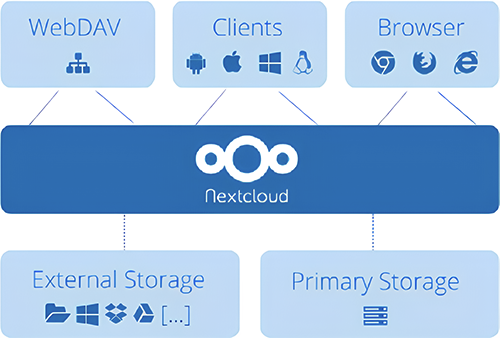 WebDAV
Clients
Browser
Nextcloud
External Storage
[...]
Primary Storage